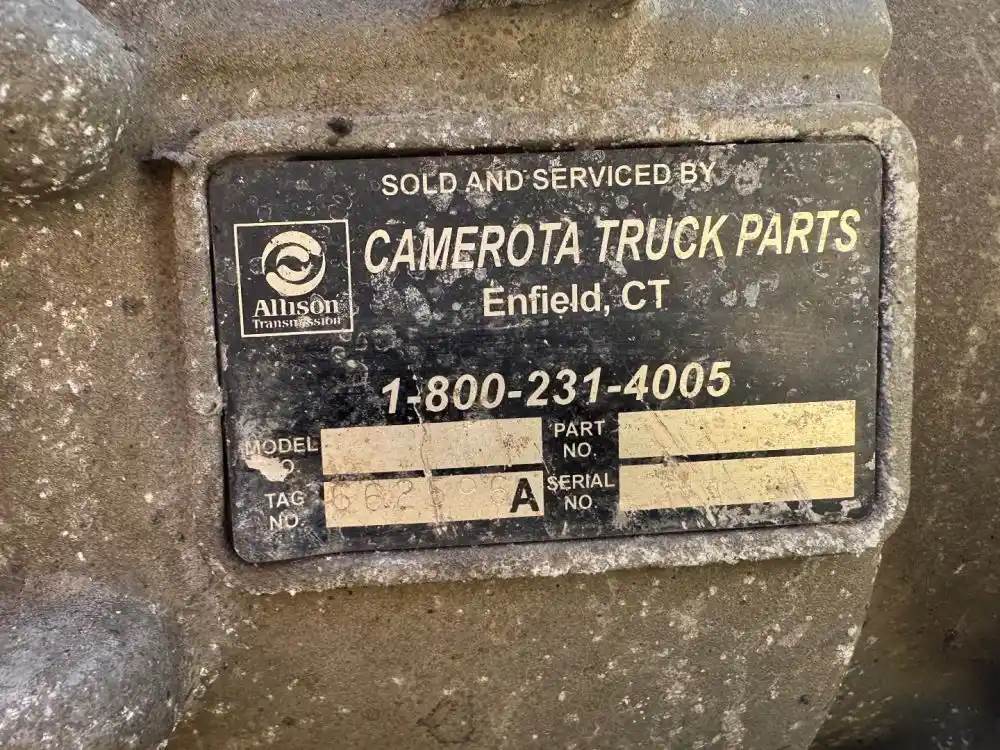 SOLD AND SERVICED BY
Allison
Transmission
CAMEROTA TRUCK PARTS
Enfield, CT
1-800-231-4005
MODEL NO
PART NO.
TAG NO. A
SERIAL NO